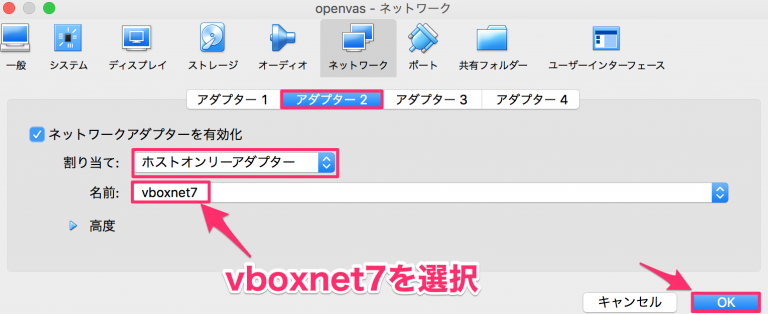 openvas - ネットワーク
一般 システム ディスプレイ ストレージ オーディオ ネットワーク ポート 共有フォルダー ユーザーインターフェース
アダプター 1 アダプター 2 アダプター 3 アダプター 4
ネットワークアダプターを有効化
割り当て: ホストオンリーアダプター
名前: vboxnet7
高度
vboxnet7を選択
キャンセル OK